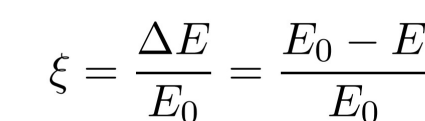 ξ = ΔE / E₀ = E₀ − E / E₀